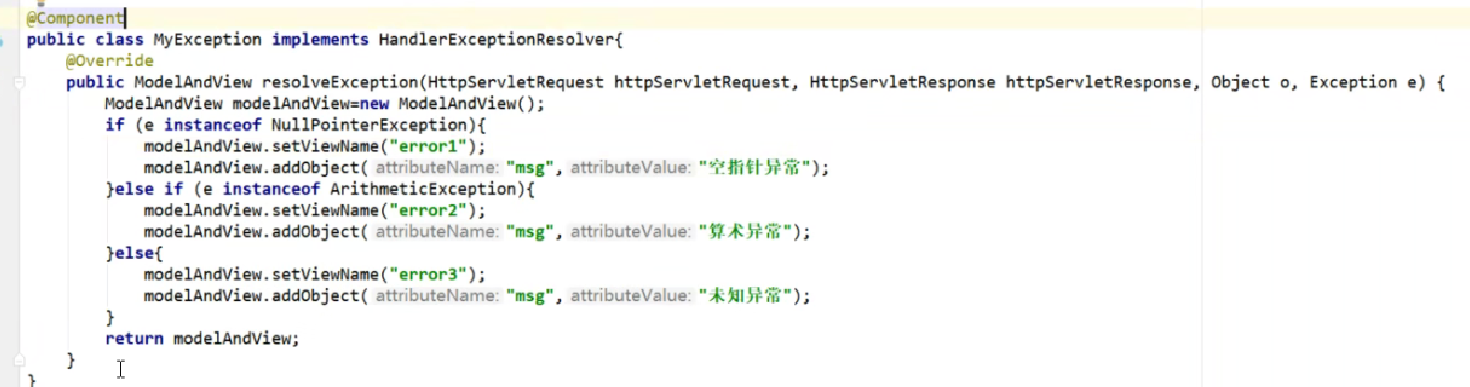 @Component
public class MyException implements HandlerExceptionResolver{
@Override
public ModelAndView resolveException(HttpServletRequest httpServletRequest, HttpServletResponse httpServletResponse, Object o, Exception e) {
ModelAndView modelAndView=new ModelAndView();
if (e instanceof NullPointerException){
modelAndView.setViewName("error1");
modelAndView.addObject( attributeName: "msg", attributeValue: "空指针异常");
}else if (e instanceof ArithmeticException){
modelAndView.setViewName("error2");
modelAndView.addObject( attributeName: "msg", attributeValue: "算术异常");
}else{
modelAndView.setViewName("error3");
modelAndView.addObject( attributeName: "msg", attributeValue: "未知异常");
}
return modelAndView;
}
}